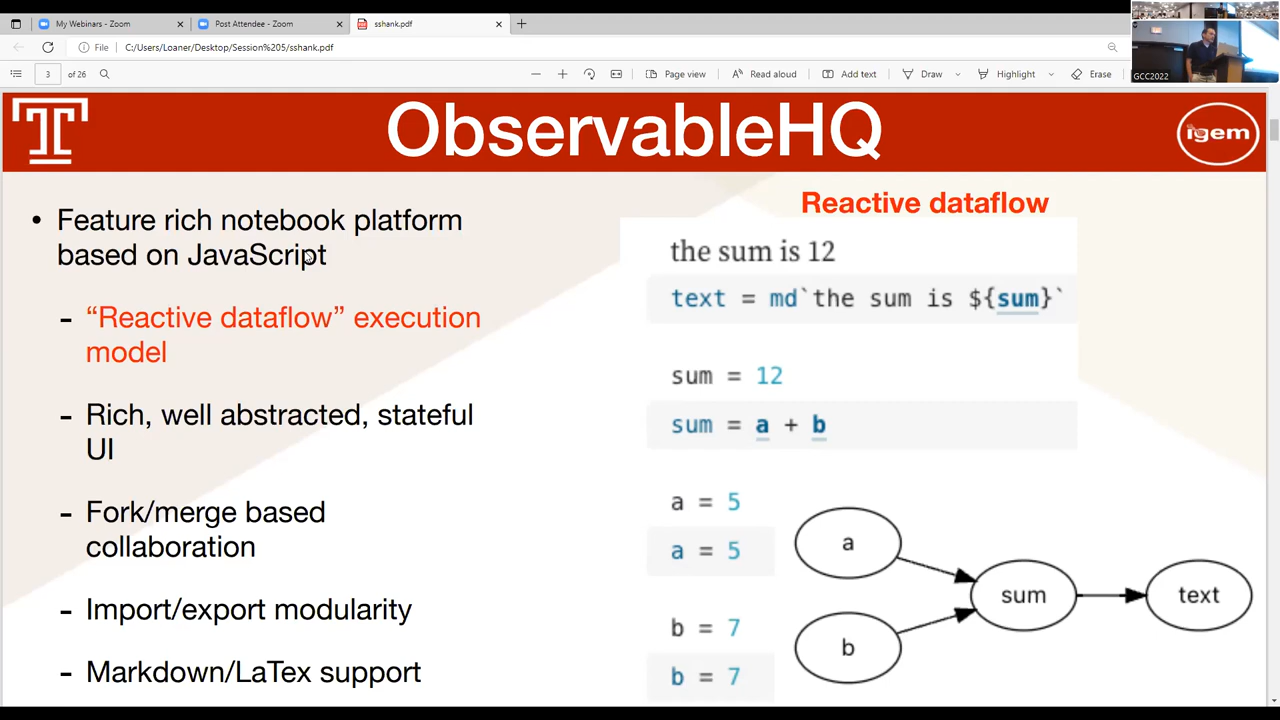 My Webinars - Zoom
Post Attendee - Zoom
sshank.pdf
File
C:/Users/Loaner/Desktop/Session%205/sshank.pdf
3 of 26
Page view
Read aloud
Add text
Draw
Highlight
Erase
GCC2022
T
ObservableHQ
igem
• Feature rich notebook platform
based on JavaScript
- “Reactive dataflow” execution
model
- Rich, well abstracted, stateful
UI
- Fork/merge based
collaboration
- Import/export modularity
- Markdown/LaTex support
Reactive dataflow
the sum is 12
text = md`the sum is ${sum}`
sum = 12
sum = a + b
a = 5
a = 5
b = 7
b = 7
a
b
sum
text